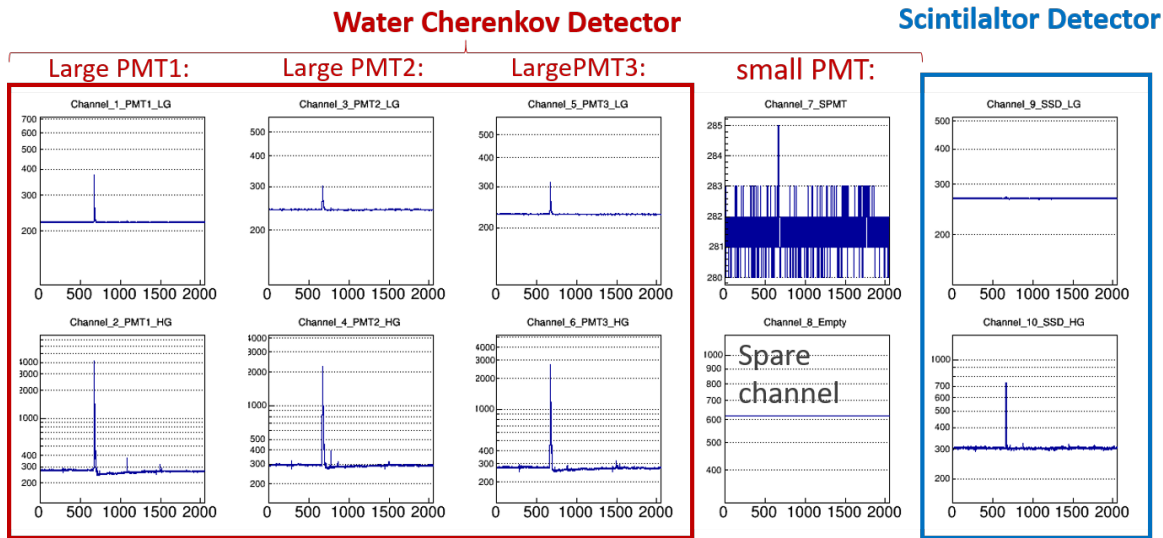 Water Cherenkov Detector
Scintilaltor Detector
Large PMT1:
Large PMT2:
LargePMT3:
small PMT:
Channel_1_PMT1_LG
700
600
500
400
300
200
0 500 1000 1500 2000
Channel_3_PMT2_LG
500
400
300
200
0 500 1000 1500 2000
Channel_5_PMT3_LG
500
400
300
200
0 500 1000 1500 2000
Channel_7_SPMT
285
284
283
282
281
280
0 500 1000 1500 2000
Channel_9_SSD_LG
500
400
300
200
0 500 1000 1500 2000
Channel_2_PMT1_HG
4000
3000
2000
1000
400
300
200
0 500 1000 1500 2000
Channel_4_PMT2_HG
4000
3000
2000
1000
500
400
300
200
0 500 1000 1500 2000
Channel_6_PMT3_HG
4000
3000
2000
1000
500
400
300
200
0 500 1000 1500 2000
Channel_8_Empty
Spare
channel
1000
900
800
700
600
500
400
0 500 1000 1500 2000
Channel_10_SSD_HG
1000
700
600
500
400
300
200
0 500 1000 1500 2000